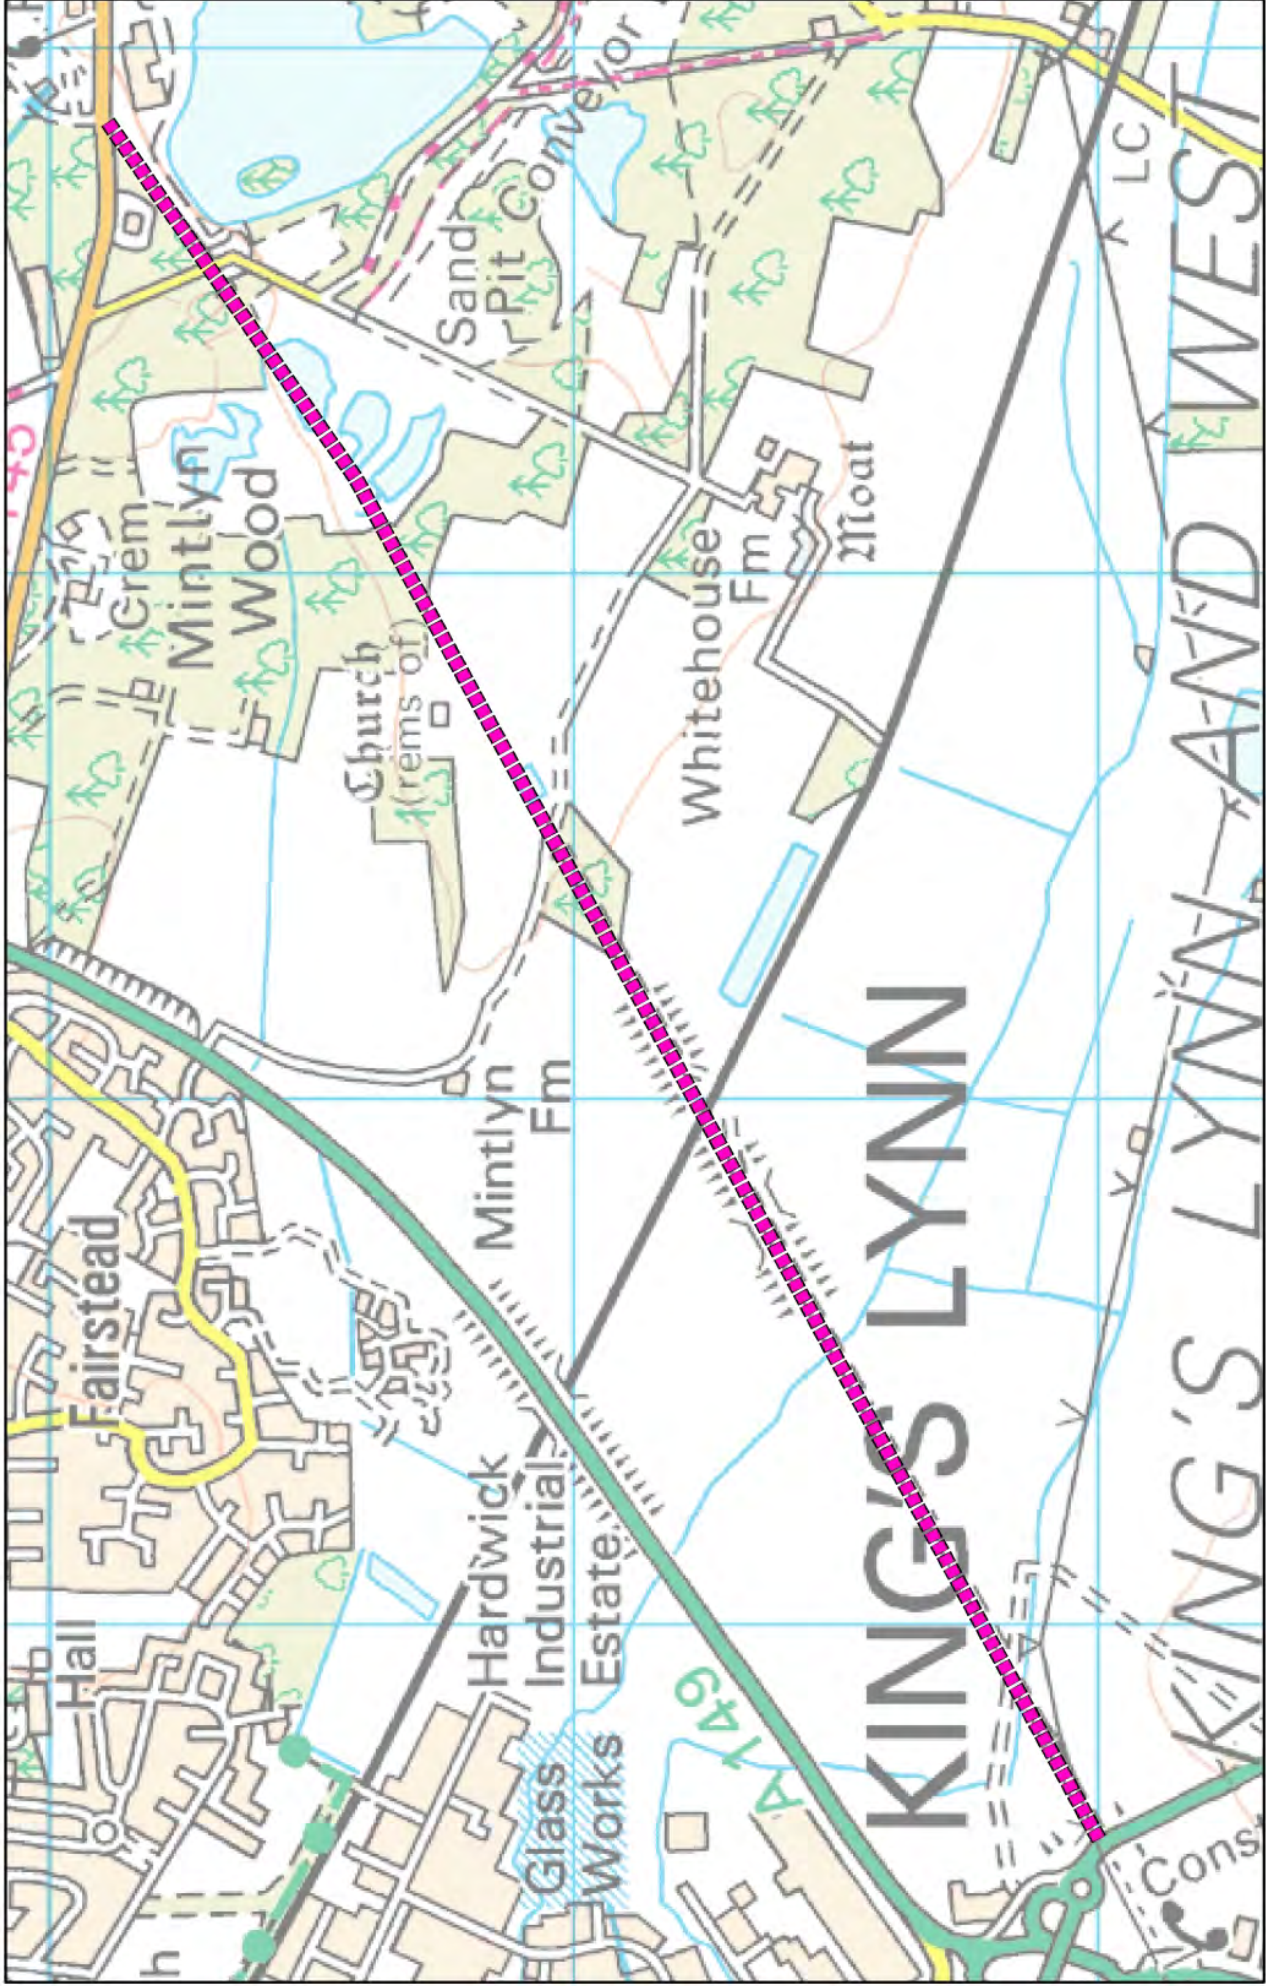 Fairstead
Hall
Hardwick
Industrial
Estate
Glass
Works
A 149
Mintlyn
Fm
Crem
Mintlyn
Wood
Church
(rems of)
Sand
Pit
Conveyor
Whitehouse
Fm
Moat
LC
KING'S LYNN
KING'S LYNN AND WEST
Cons